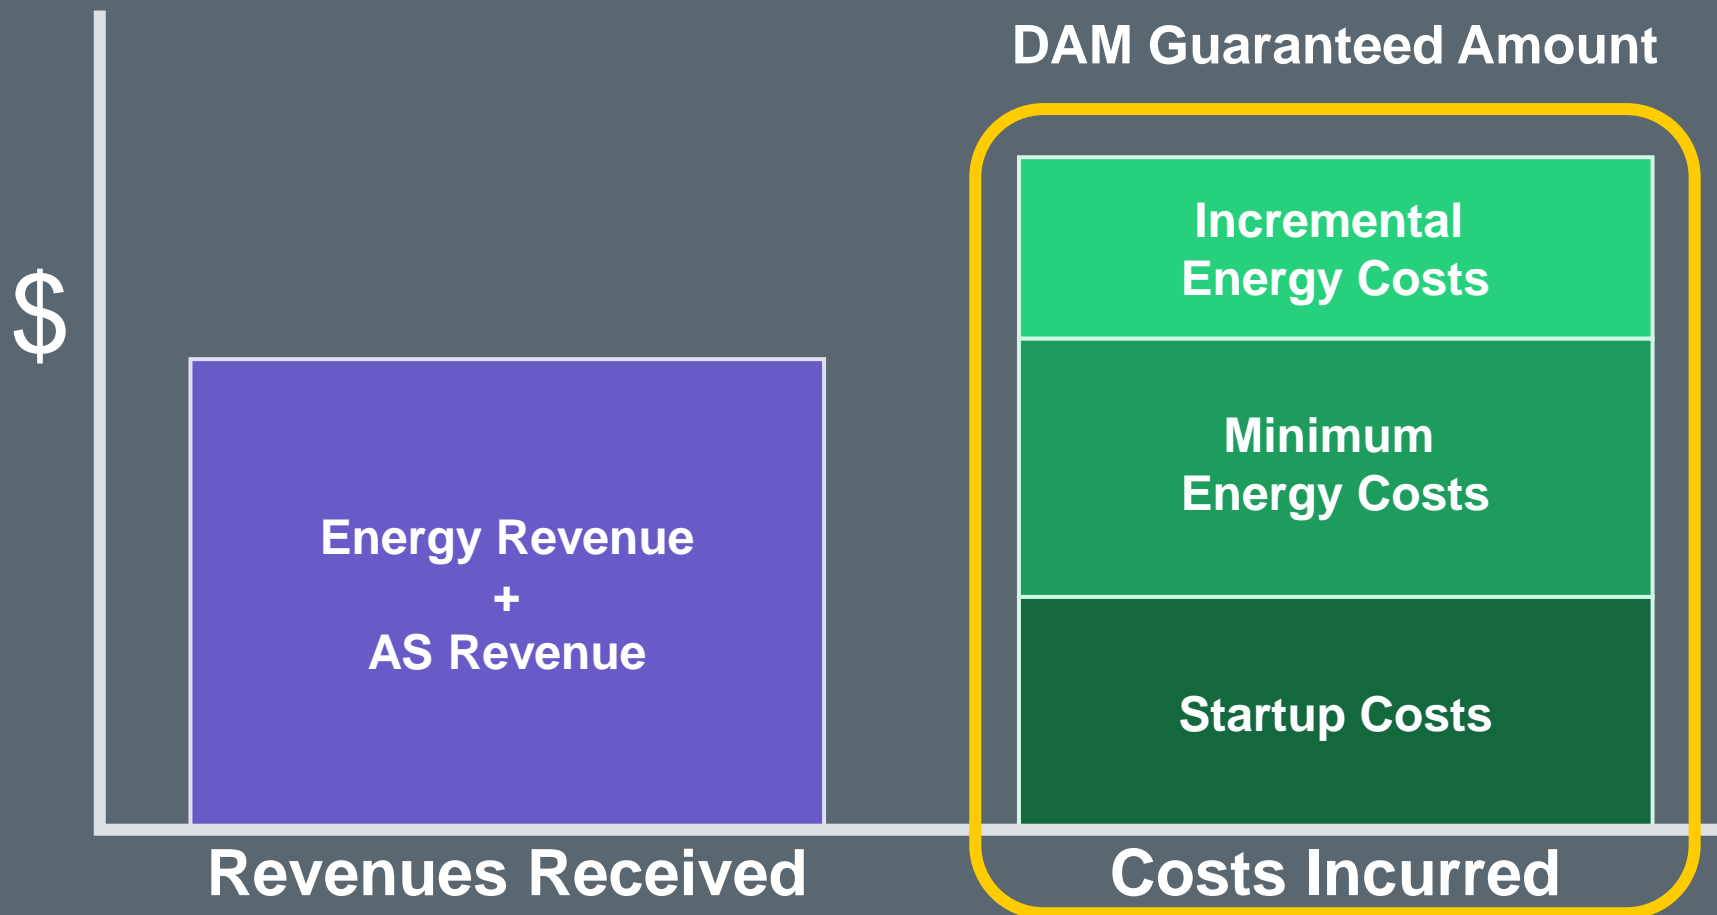 DAM Guaranteed Amount
$
Incremental
Energy Costs
Minimum
Energy Costs
Energy Revenue
+
AS Revenue
Startup Costs
Revenues Received
Costs Incurred